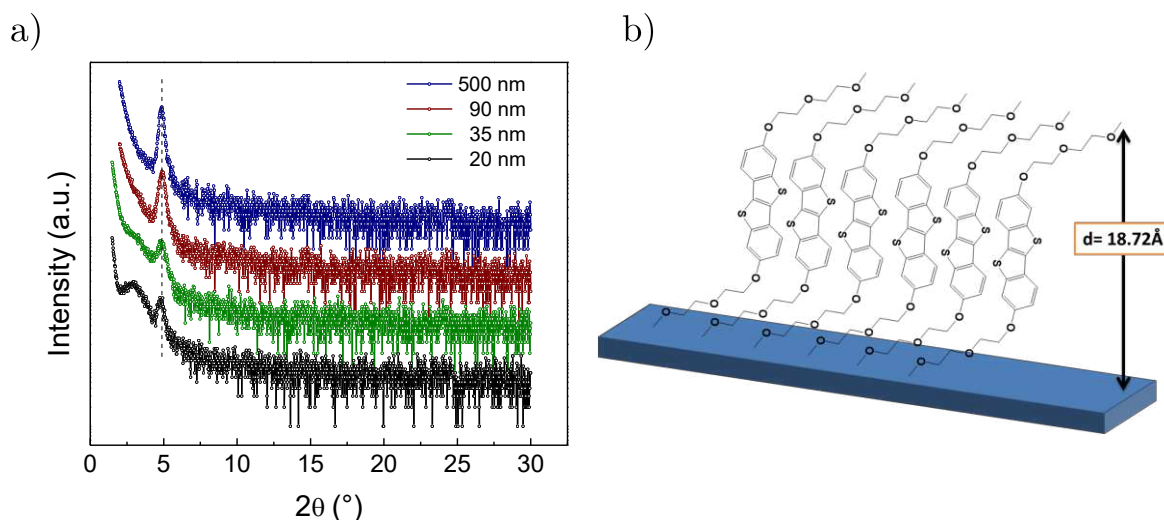 a)
500 nm
90 nm
35 nm
20 nm
Intensity (a.u.)
0 5 10 15 20 25 30
2θ (°)
b)
O O O O O O
O O O O O O
O O O O O O
S S S S S S
S S S S S S
O O O O O O
O O O O O O
d= 18.72Å